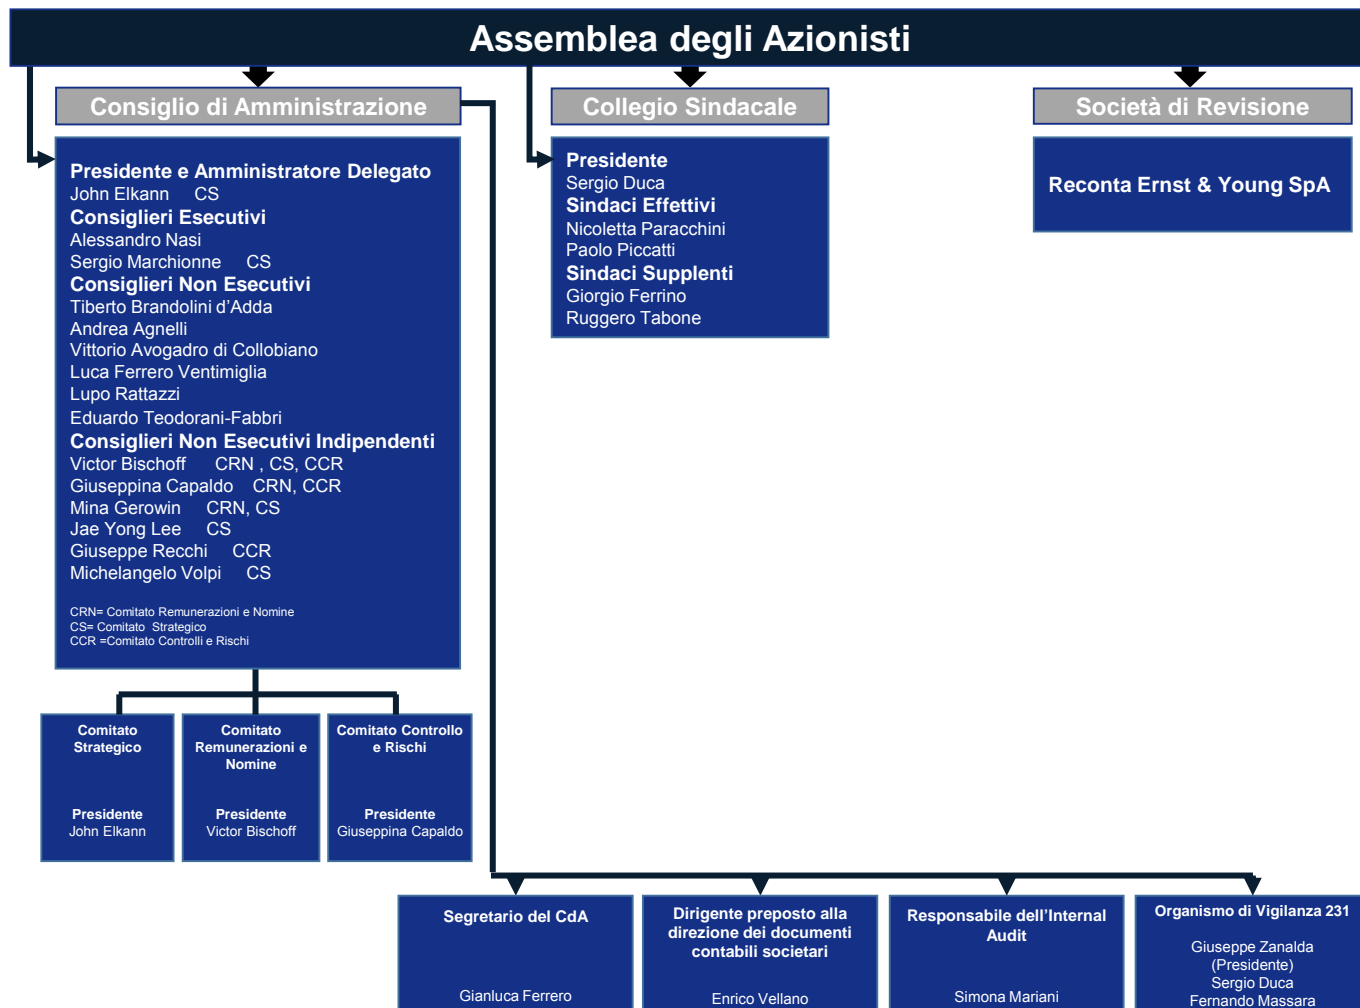 Assemblea degli Azionisti
Consiglio di Amministrazione
Presidente e Amministratore Delegato
John Elkann CS
Consiglieri Esecutivi
Alessandro Nasi
Sergio Marchionne CS
Consiglieri Non Esecutivi
Tiberto Brandolini d’Adda
Andrea Agnelli
Vittorio Avogadro di Collobiano
Luca Ferrero Ventimiglia
Lupo Rattazzi
Eduardo Teodorani-Fabbri
Consiglieri Non Esecutivi Indipendenti
Victor Bischoff CRN , CS, CCR
Giuseppina Capaldo CRN, CCR
Mina Gerowin CRN, CS
Jae Yong Lee CS
Giuseppe Recchi CCR
Michelangelo Volpi CS
CRN= Comitato Remunerazioni e Nomine
CS= Comitato Strategico
CCR =Comitato Controlli e Rischi
Collegio Sindacale
Presidente
Sergio Duca
Sindaci Effettivi
Nicoletta Paracchini
Paolo Piccatti
Sindaci Supplenti
Giorgio Ferrino
Ruggero Tabone
Società di Revisione
Reconta Ernst & Young SpA
Comitato
Strategico
Presidente
John Elkann
Comitato
Remunerazioni e
Nomine
Presidente
Victor Bischoff
Comitato Controllo
e Rischi
Presidente
Giuseppina Capaldo
Segretario del CdA
Gianluca Ferrero
Dirigente preposto alla
direzione dei documenti
contabili societari
Enrico Vellano
Responsabile dell’Internal
Audit
Simona Mariani
Organismo di Vigilanza 231
Giuseppe Zanalda
(Presidente)
Sergio Duca
Fernando Massara